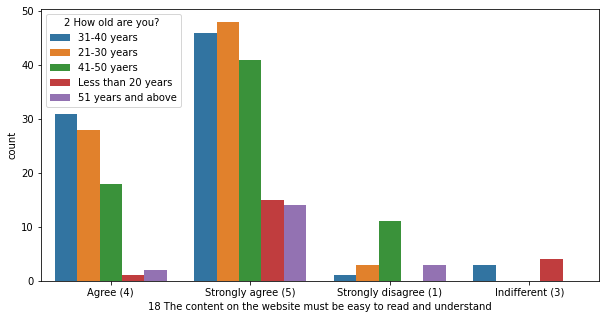 50
40
30
20
10
0
count
2 How old are you?
31-40 years
21-30 years
41-50 yaers
Less than 20 years
51 years and above
Agree (4)
Strongly agree (5)
Strongly disagree (1)
Indifferent (3)
18 The content on the website must be easy to read and understand